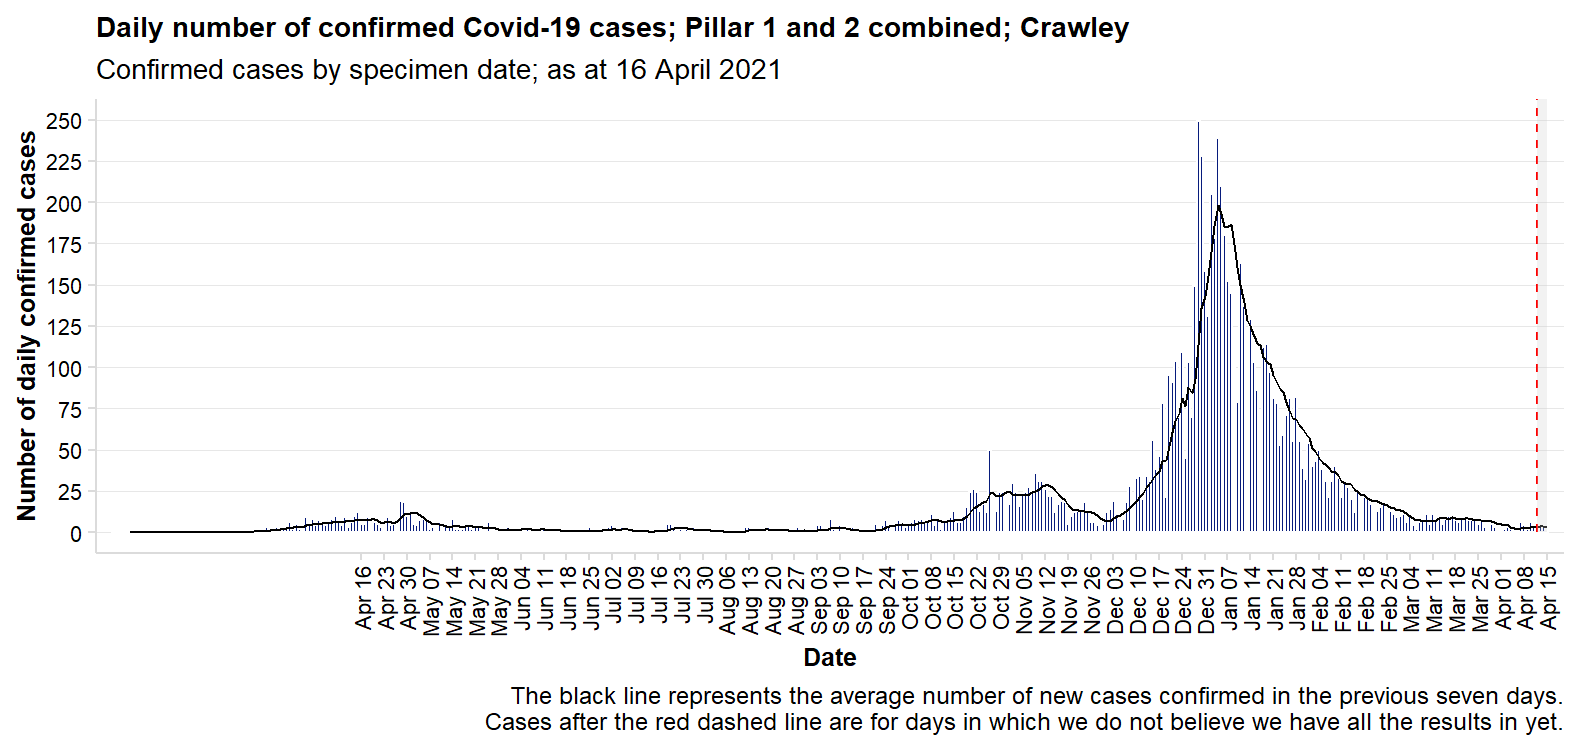 Daily number of confirmed Covid-19 cases; Pillar 1 and 2 combined; Crawley
Confirmed cases by specimen date; as at 16 April 2021
Number of daily confirmed cases
250
225
200
175
150
125
100
75
50
25
0
Apr 16
Apr 23
Apr 30
May 07
May 14
May 21
May 28
Jun 04
Jun 11
Jun 18
Jun 25
Jul 02
Jul 09
Jul 16
Jul 23
Jul 30
Aug 06
Aug 13
Aug 20
Aug 27
Sep 03
Sep 10
Sep 17
Sep 24
Oct 01
Oct 08
Oct 15
Oct 22
Oct 29
Nov 05
Nov 12
Nov 19
Nov 26
Dec 03
Dec 10
Dec 17
Dec 24
Dec 31
Jan 07
Jan 14
Jan 21
Jan 28
Feb 04
Feb 11
Feb 18
Feb 25
Mar 04
Mar 11
Mar 18
Mar 25
Apr 01
Apr 08
Apr 15
Date
The black line represents the average number of new cases confirmed in the previous seven days.
Cases after the red dashed line are for days in which we do not believe we have all the results in yet.